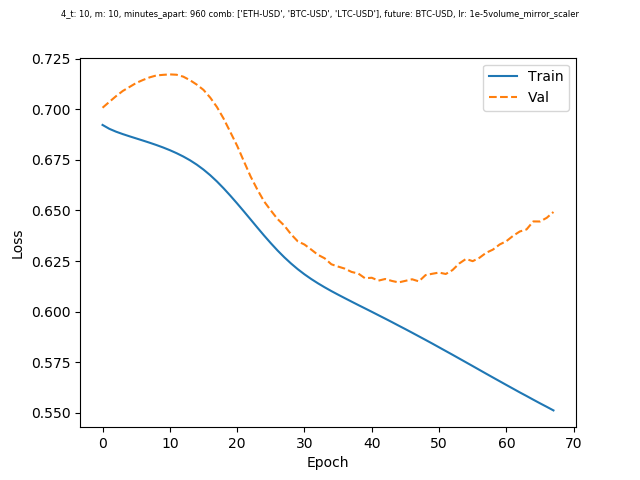 4_t: 10, m: 10, minutes_apart: 960 comb: ['ETH-USD', 'BTC-USD', 'LTC-USD'], future: BTC-USD, lr: 1e-5volume_mirror_scaler
0.725
0.700
0.675
0.650
0.625
0.600
0.575
0.550
Loss
Train
Val
0 10 20 30 40 50 60 70
Epoch